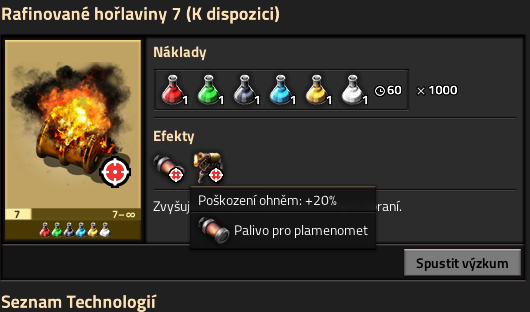 Rafinované hořlaviny 7 (K dispozici)
Náklady
1 1 1 1 1 1 60 × 1000
Efekty
Poškození ohněm: +20%
Zvyšuj raní.
Palivo pro plamenomet
7 7–∞
Spustit výzkum
Seznam Technologií